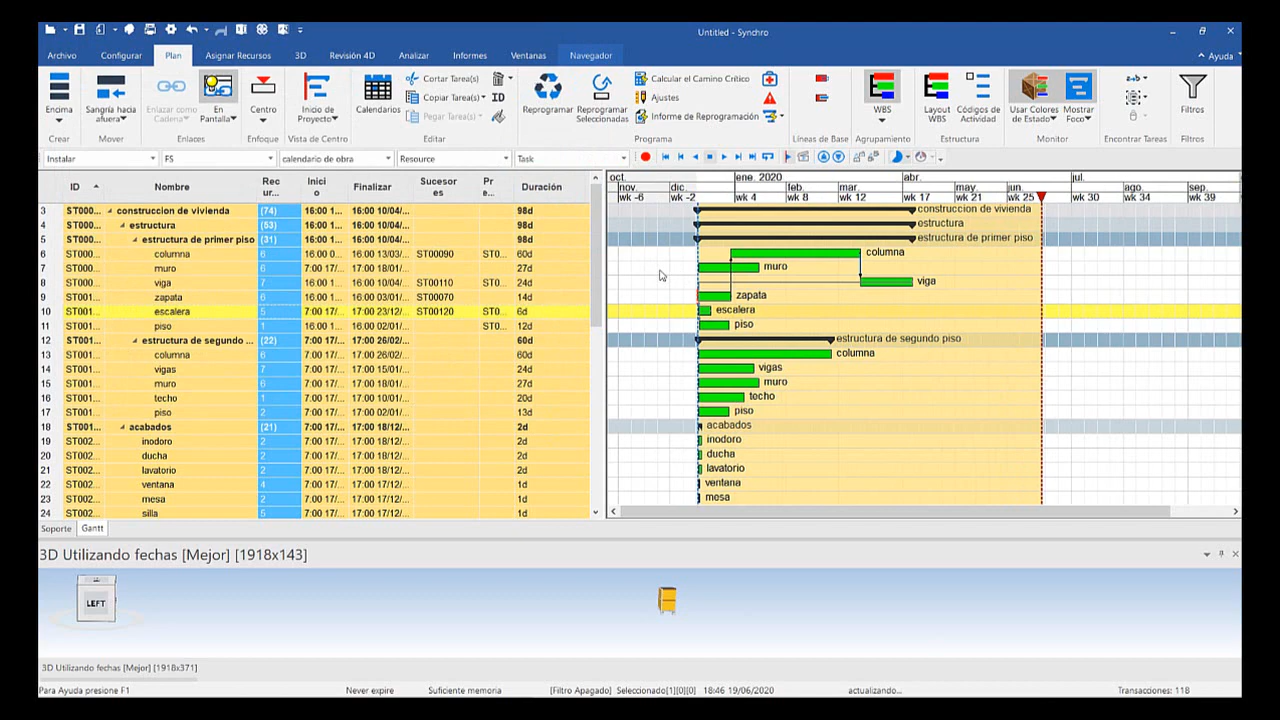 Untitled - Synchro
Archivo Configurar Plan Asignar Recursos 3D Revisión 4D Analizar Informes Ventanas Navegador Ayuda
Encima Sangría hacia afuera Enlazar como Cadena En Pantalla Centro Inicio de Proyecto Calendarios Cortar Tarea(s) Copiar Tarea(s) ID Pegar Tarea(s) Reprogramar Reprogramar Seleccionadas Calcular el Camino Crítico Ajustes Informe de Reprogramación WBS Layout WBS Códigos de Actividad Usar Colores de Estado Mostrar Foco Filtros
Crear Mover Enlaces Enfoque Vista de Centro Editar Programa Líneas de Base Agrupamiento Estructura Monitor Encontrar Tareas Filtros
Instalar FS calendario de obra Resource Task
ID Nombre Recur... Inicio Finalizar Sucesores Pre... Duración
oct. ene. 2020 abr. jul.
nov. dic. feb. mar. may. jun. ago. sep.
wk -6 wk -2 wk 4 wk 8 wk 12 wk 17 wk 21 wk 25 wk 30 wk 34 wk 39
3 ST000... construccion de vivienda (74) 16:00 1... 16:00 10/04/... 98d construccion de vivienda
4 ST000... estructura (53) 16:00 1... 16:00 10/04/... 98d estructura
5 ST000... estructura de primer piso (31) 16:00 1... 16:00 10/04/... 98d estructura de primer piso
6 ST000... columna 6 16:00 0... 16:00 13/03/... ST00090 ST0... 60d columna
7 ST000... muro 6 7:00 17/... 17:00 18/01/... 27d muro
8 ST000... viga 7 16:00 1... 16:00 10/04/... ST00110 ST0... 24d viga
9 ST001... zapata 6 16:00 1... 16:00 03/01/... ST00070 14d zapata
10 ST001... escalera 5 7:00 17/... 17:00 23/12/... ST00120 ST0... 6d escalera
11 ST001... piso 1 16:00 1... 16:00 02/01/... ST0... 12d piso
12 ST001... estructura de segundo ... (22) 7:00 17/... 17:00 26/02/... 60d estructura de segundo piso
13 ST001... columna 6 7:00 17/... 17:00 26/02/... 60d columna
14 ST001... vigas 7 7:00 17/... 17:00 15/01/... 24d vigas
15 ST001... muro 6 7:00 17/... 17:00 18/01/... 27d muro
16 ST001... techo 1 7:00 17/... 17:00 10/01/... 20d techo
17 ST001... piso 2 7:00 17/... 17:00 02/01/... 13d piso
18 ST001... acabados (21) 7:00 17/... 17:00 18/12/... 2d acabados
19 ST002... inodoro 2 7:00 17/... 17:00 18/12/... 2d inodoro
20 ST002... ducha 2 7:00 17/... 17:00 18/12/... 2d ducha
21 ST002... lavatorio 2 7:00 17/... 17:00 18/12/... 2d lavatorio
22 ST002... ventana 4 7:00 17/... 17:00 17/12/... 1d ventana
23 ST002... mesa 2 7:00 17/... 17:00 17/12/... 1d mesa
24 ST002... silla 5 7:00 17/... 17:00 17/12/... 1d
Soporte Gantt
3D Utilizando fechas [Mejor] [1918x143]
LEFT
3D Utilizando fechas [Mejor] [1918x371]
Para Ayuda presione F1 Never expire Suficiente memoria [Filtro Apagado] Seleccionado[1][0][0] 18:46 19/06/2020 actualizando... Transacciones: 118